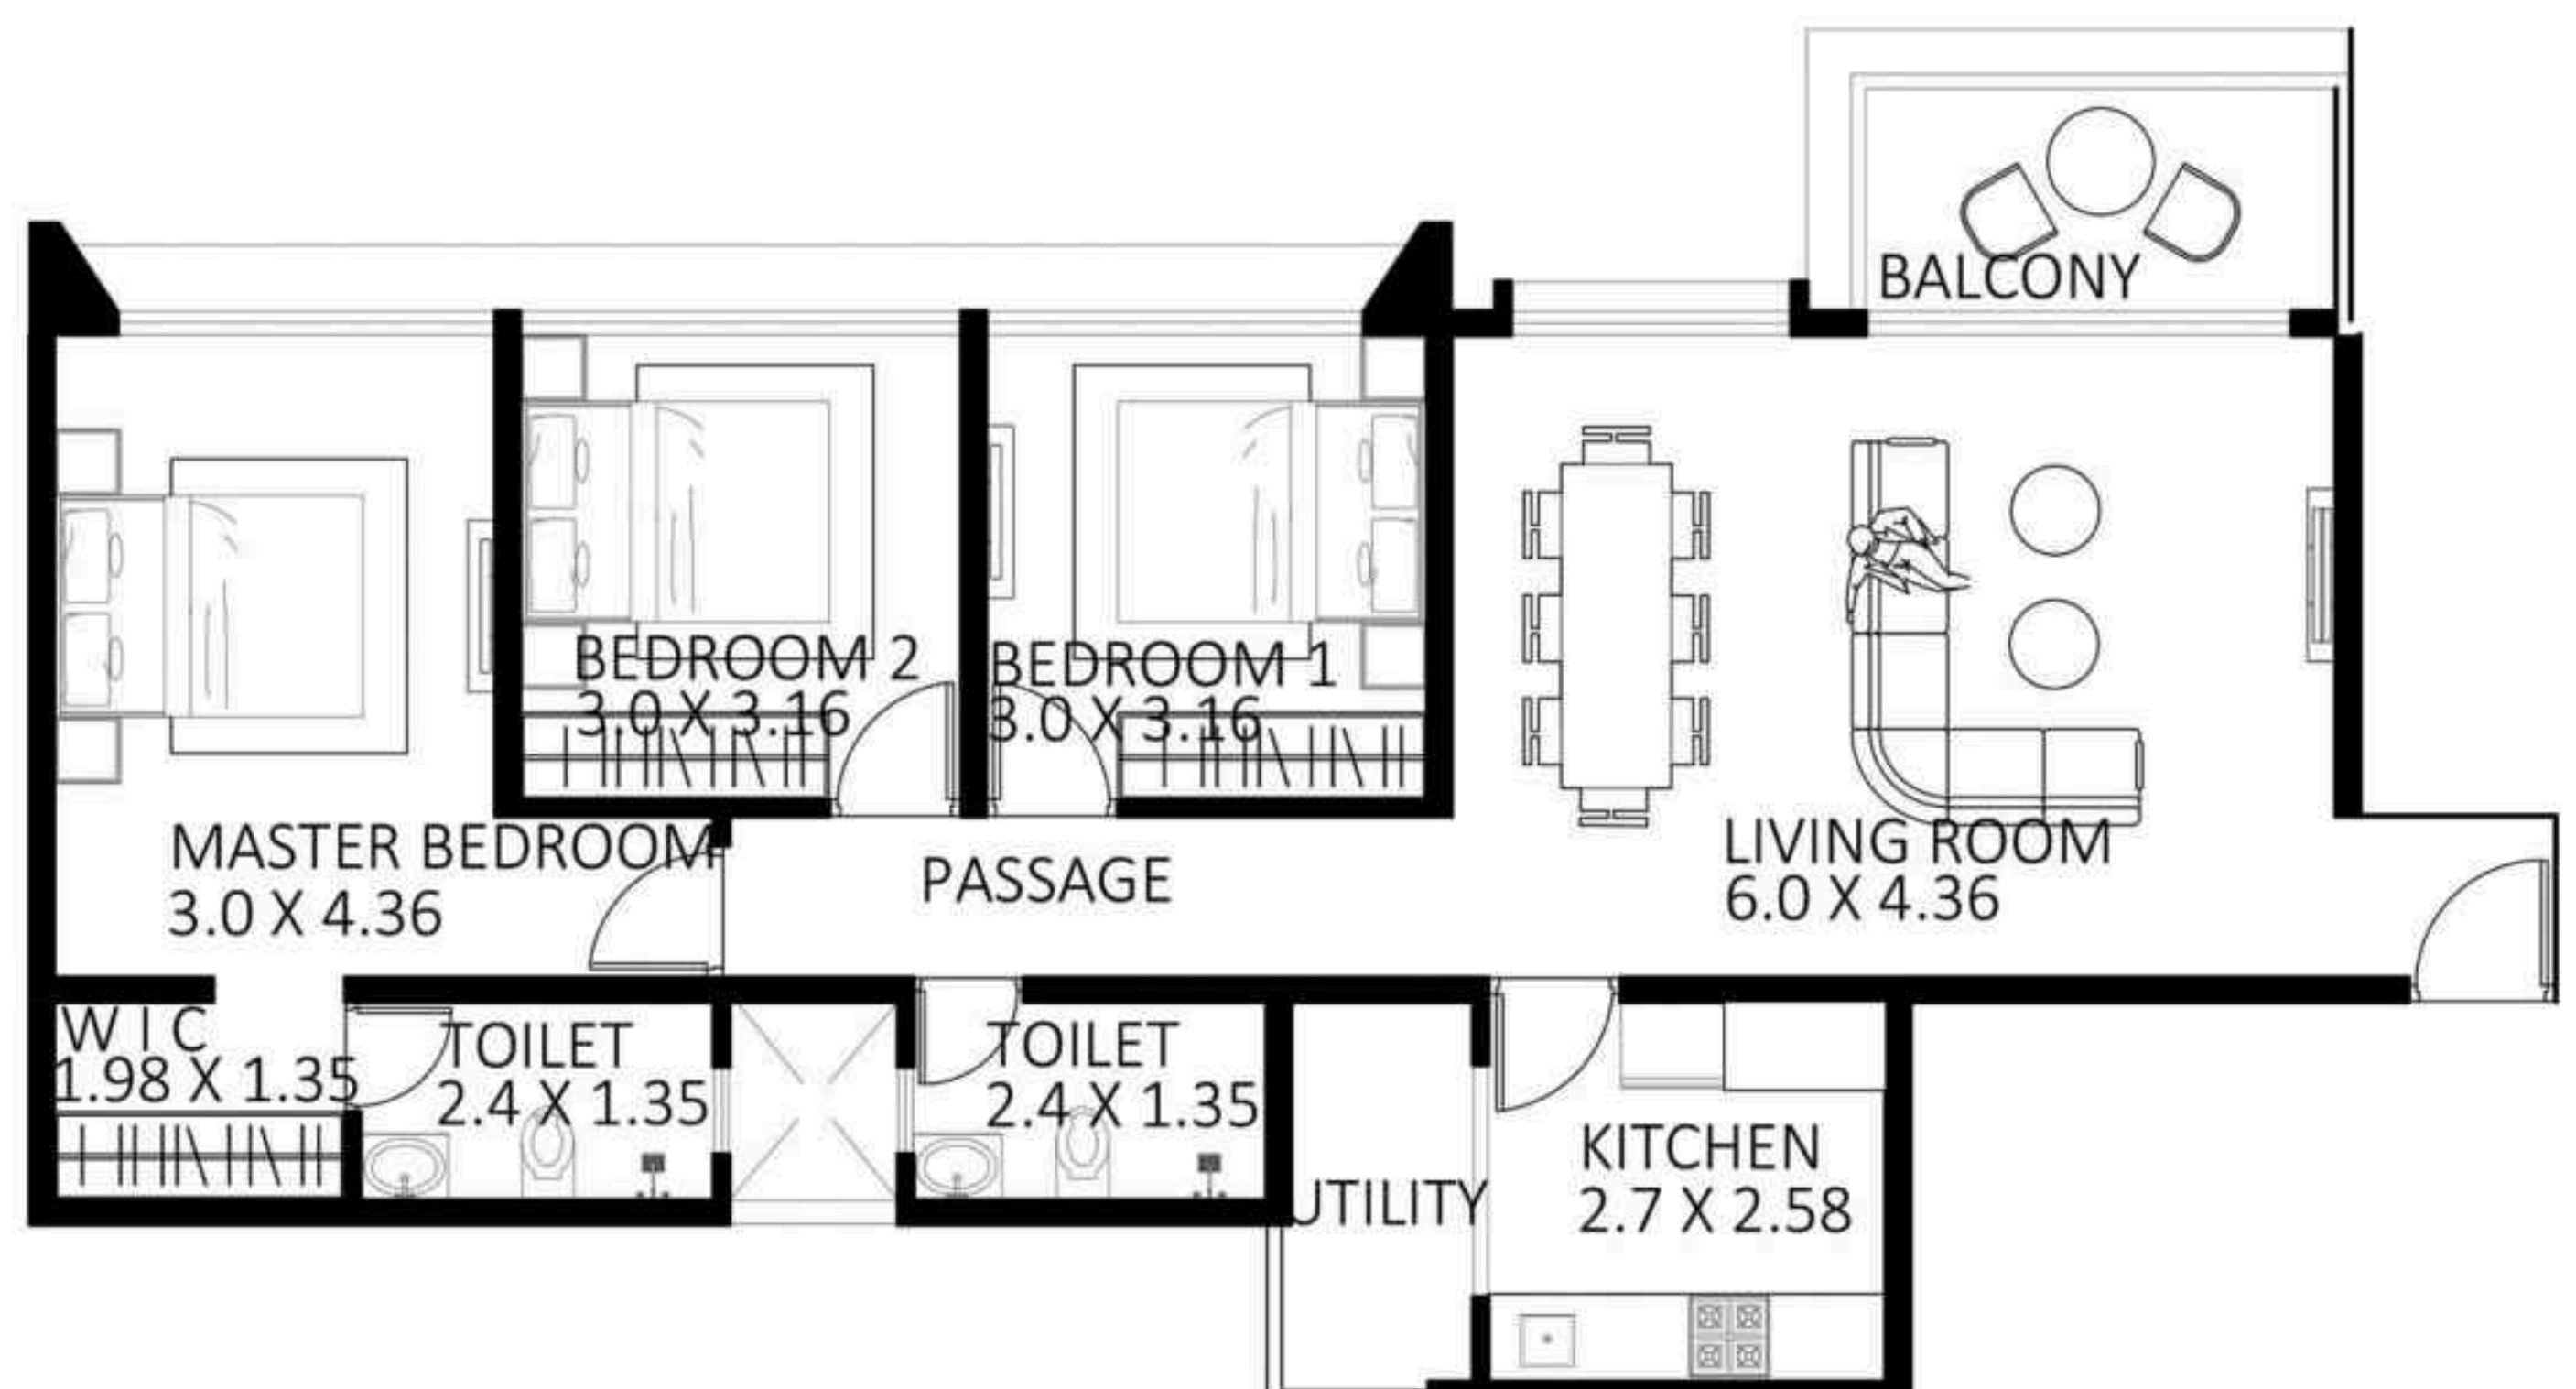 BALCONY
BEDROOM 2
3.0 X 3.16
BEDROOM 1
3.0 X 3.16
MASTER BEDROOM
3.0 X 4.36
PASSAGE
LIVING ROOM
6.0 X 4.36
W I C
1.98 X 1.35
TOILET
2.4 X 1.35
TOILET
2.4 X 1.35
UTILITY
KITCHEN
2.7 X 2.58